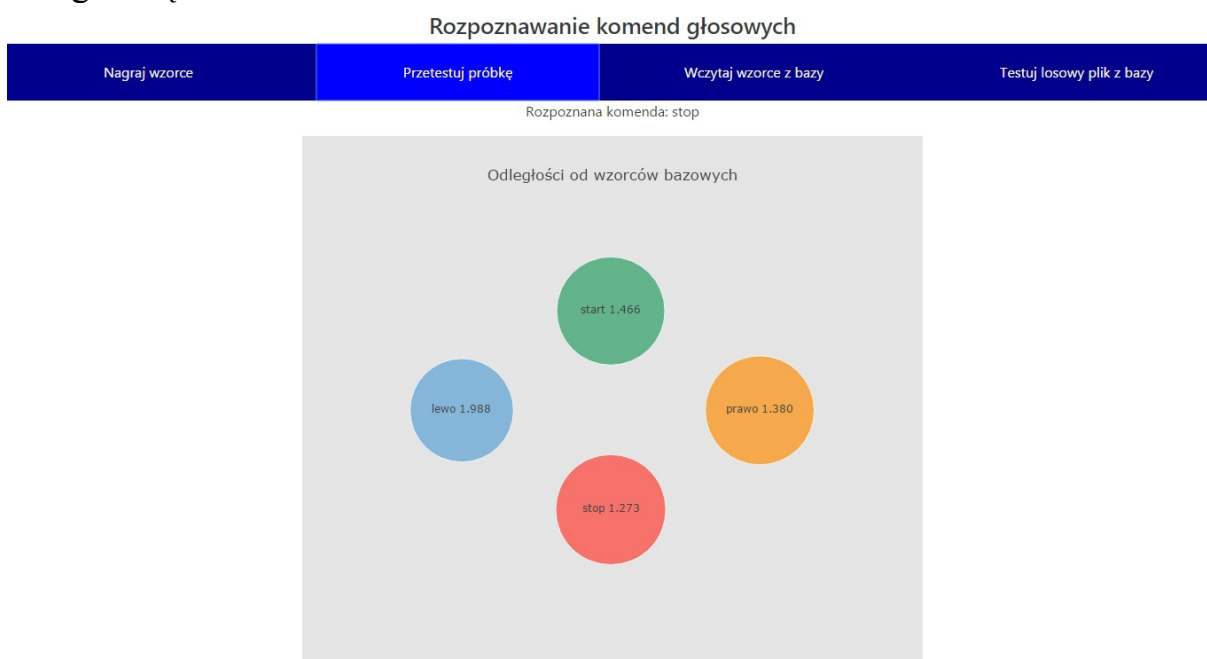 Rozpoznawanie komend głosowych
Nagraj wzorce Przetestuj próbkę Wczytaj wzorce z bazy Testuj losowy plik z bazy
Rozpoznana komenda: stop
Odległości od wzorców bazowych
start 1.466
lewo 1.988 prawo 1.380
stop 1.273